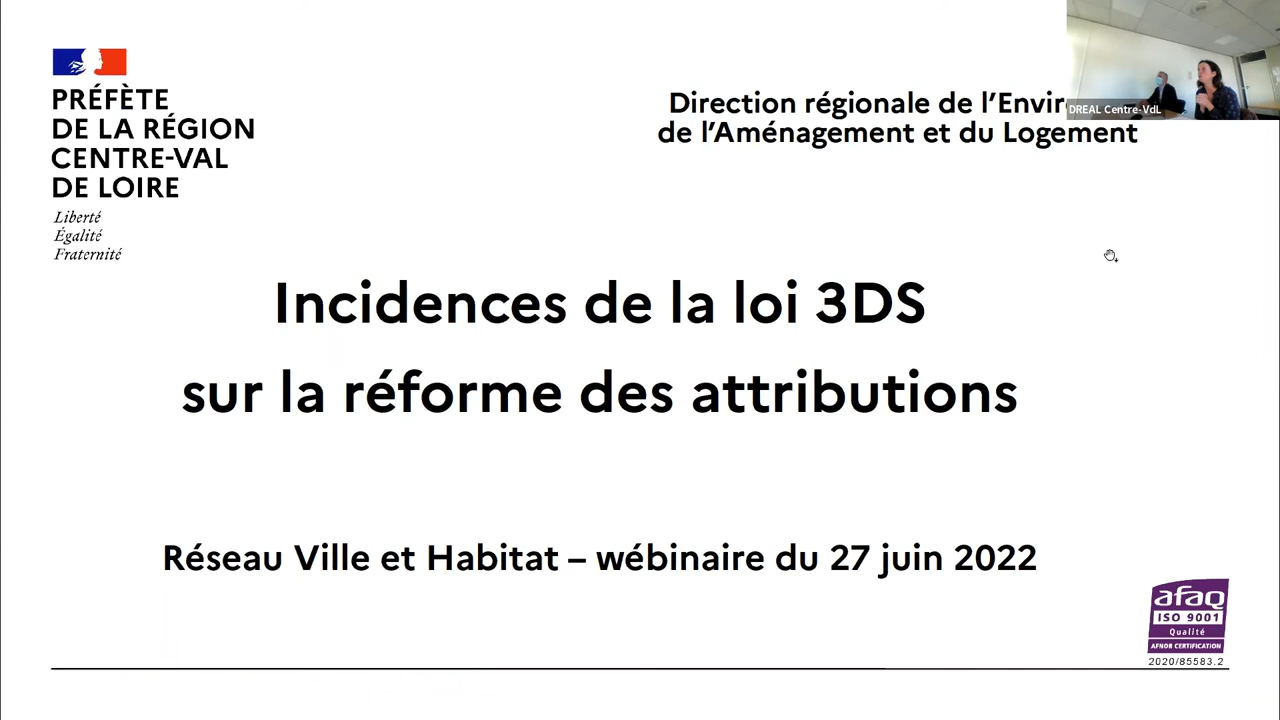 PRÉFÈTE
DE LA RÉGION
CENTRE-VAL
DE LOIRE
Liberté
Égalité
Fraternité
Direction régionale de l'Envir
de l'Aménagement et du Logement
DREAL Centre-VdL
Incidences de la loi 3DS
sur la réforme des attributions
Réseau Ville et Habitat – wébinaire du 27 juin 2022
afaq
ISO 9001
Qualité
AFNOR CERTIFICATION
2020/85583.2